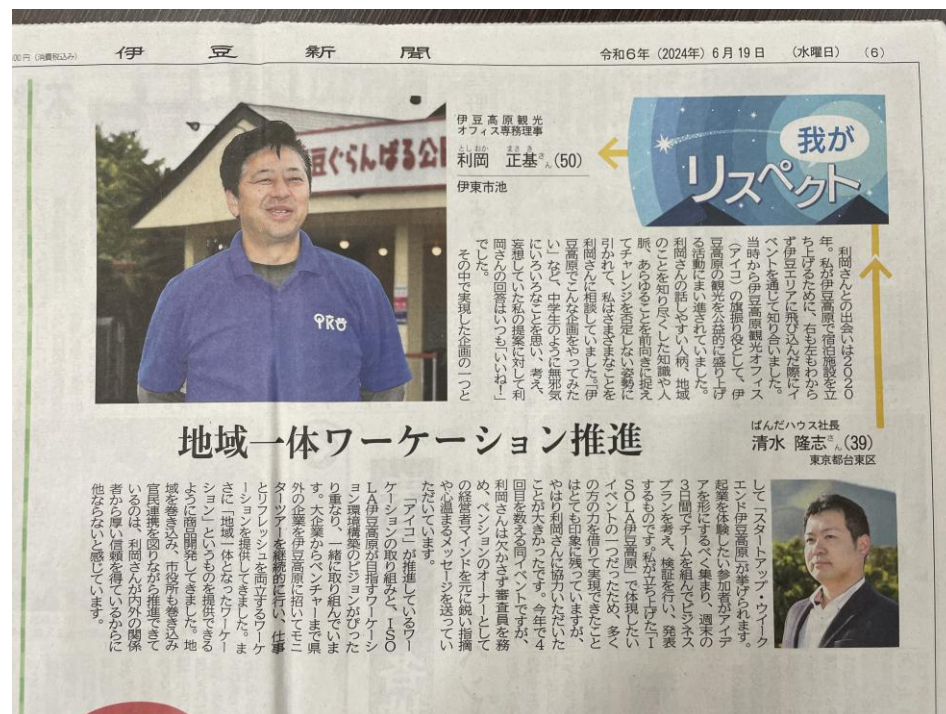 00円(消費税込み)
伊豆新聞
令和6年(2024年)6月19日 (水曜日) (6)
豆ぐらんぱる公
伊豆高原観光
オフィス専務理事
としおか まさき
利岡 正基さん(50)
伊東市池
我が
リスペクト
利岡さんとの出会いは2020
年。私が伊豆高原で宿泊施設を立
ち上げるために、右も左もわから
ず伊豆エリアに飛び込んだ際にイ
ベントを通じて知り合いました。
当時から伊豆高原観光オフィス
(アイコ)の旗振り役として、伊
豆高原の観光を公益的に盛り上げ
る活動にまい進されていました。
利岡さんの話しやすい人柄、地域
のことを知り尽くした知識や人
脈、あらゆることを前向きに捉え
てチャレンジを否定しない姿勢に
引かれて、私はさまざまなことを
利岡さんに相談していました。「伊
豆高原でこんな企画をやってみた
い」など、中学生のように無邪気
にいろいろなことを思い、考え、
妄想していた私の提案に対して利
岡さんの回答はいつも「いいね!」
でした。
その中で実現した企画の一つと
地域一体ワーケーション推進
ぱんだハウス社長
清水 隆志さん(39)
東京都台東区
して「スタートアップ・ウイーク
エンド伊豆高原」が挙げられます。
起業を体験したい参加者がアイデ
アを形にするべく集まり、週末の
3日間でチームを組んでビジネス
プランを考え、検証を行い、発表
するものです。私が立ち上げた「I
SOLA伊豆高原」で体現したい
イベントの一つだったため、多く
の方の力を借りて実現できたこと
はとても印象に残っていますが、
やはり利岡さんに協力いただいた
ことが大きかったです。今年で4
回目を数える同イベントですが、
利岡さんは欠かさず審査員を務
め、ペンションのオーナーとして
の経営者マインドを元に鋭い指摘
や心温まるメッセージを送ってい
ただいています。
「アイコ」が推進しているワー
ケーションの取り組みと、ISO
LA伊豆高原が目指すワーケーシ
ョン環境構築のビジョンがぴった
り重なり、一緒に取り組んでいま
す。大企業からベンチャーまで県
外の企業を伊豆高原に招いてモニ
ターツアーを継続的に行い、仕事
とリフレッシュを両立するワーケ
ーションを提供してきました。ま
さに「地域一体となったワーケー
ション」というものを提供できる
ように商品開発してきました。地
域を巻き込み、市役所も巻き込み
官民連携を図りながら推進できて
いるのは、利岡さんが内外の関係
者から厚い信頼を得ているからに
他ならないと感じています。